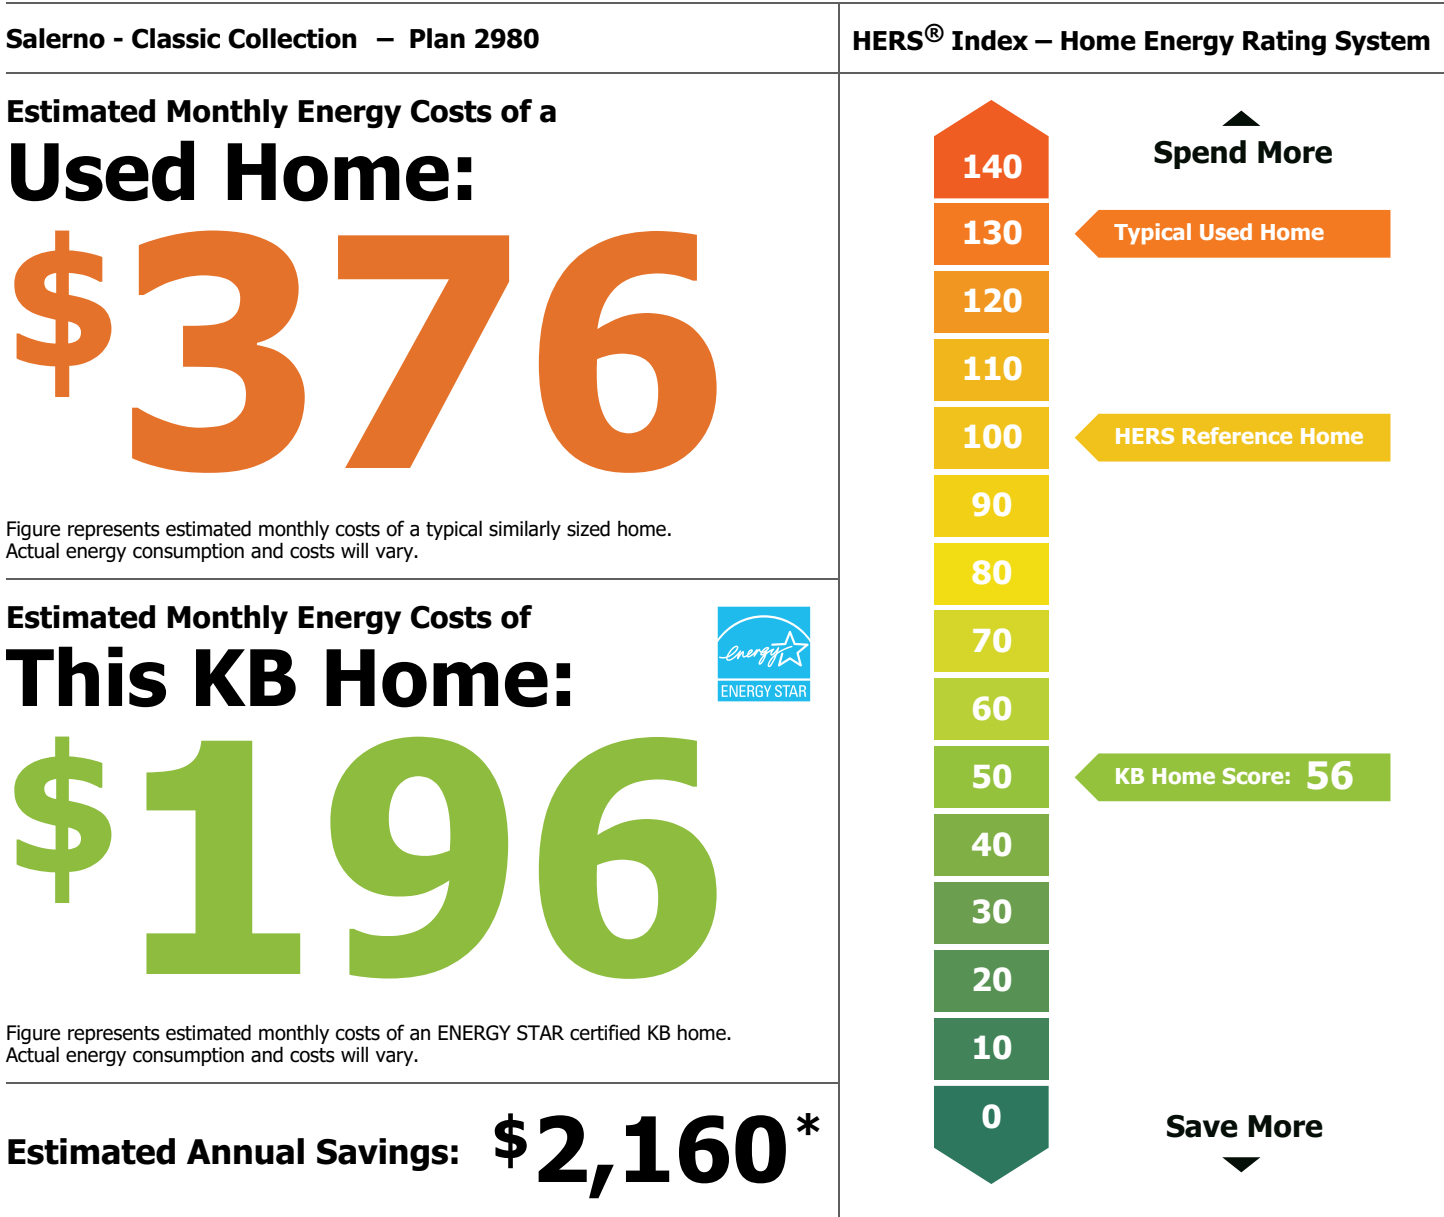 Salerno - Classic Collection – Plan 2980
Estimated Monthly Energy Costs of a
Used Home:
$376
Figure represents estimated monthly costs of a typical similarly sized home.
Actual energy consumption and costs will vary.
Estimated Monthly Energy Costs of
This KB Home:
energy
ENERGY STAR
$196
Figure represents estimated monthly costs of an ENERGY STAR certified KB home.
Actual energy consumption and costs will vary.
Estimated Annual Savings: $2,160*
HERS® Index – Home Energy Rating System
Spend More
140
130 Typical Used Home
120
110
100 HERS Reference Home
90
80
70
60
50 KB Home Score: 56
40
30
20
10
0
Save More